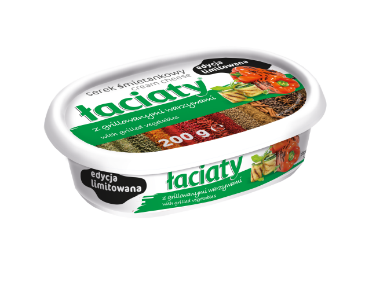 serek śmietankowy
cream cheese
łaciaty
z grillowanymi warzywami
with grilled vegetables
200 g e
edycja
limitowana
edycja
limitowana
łaciaty
z grillowanymi warzywami
with grilled vegetables